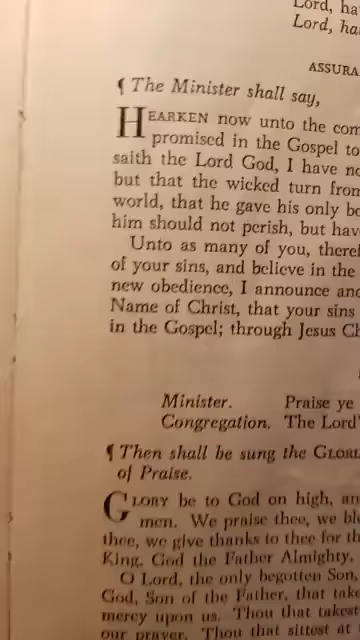 Lord, ha
Lord, ha
ASSURA
¶ The Minister shall say,
HEARKEN now unto the com
promised in the Gospel to
saith the Lord God, I have no
but that the wicked turn from
world, that he gave his only be
him should not perish, but hav
Unto as many of you, there
of your sins, and believe in the
new obedience, I announce and
Name of Christ, that your sins
in the Gospel; through Jesus Ch
Minister. Praise ye
Congregation. The Lord'
¶ Then shall be sung the GLORI
of Praise.
GLORY be to God on high, an
men. We praise thee, we ble
thee, we give thanks to thee for th
King, God the Father Almighty.
O Lord, the only begotten Son,
God, Son of the Father, that take
mercy upon us. Thou that takest
our prayer. Thou that sittest at